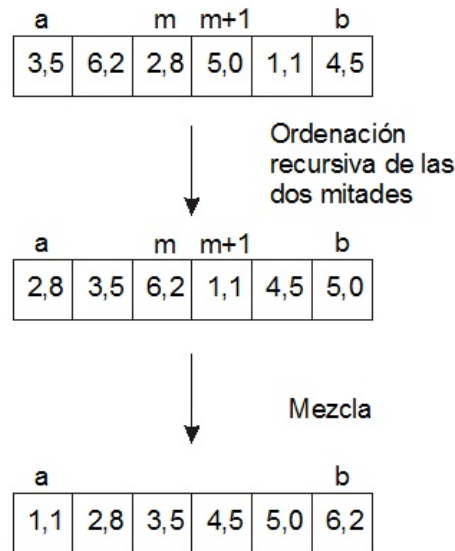 a m m+1 b
3,5 6,2 2,8 5,0 1,1 4,5
Ordenación
recursiva de las
dos mitades
a m m+1 b
2,8 3,5 6,2 1,1 4,5 5,0
Mezcla
a b
1,1 2,8 3,5 4,5 5,0 6,2